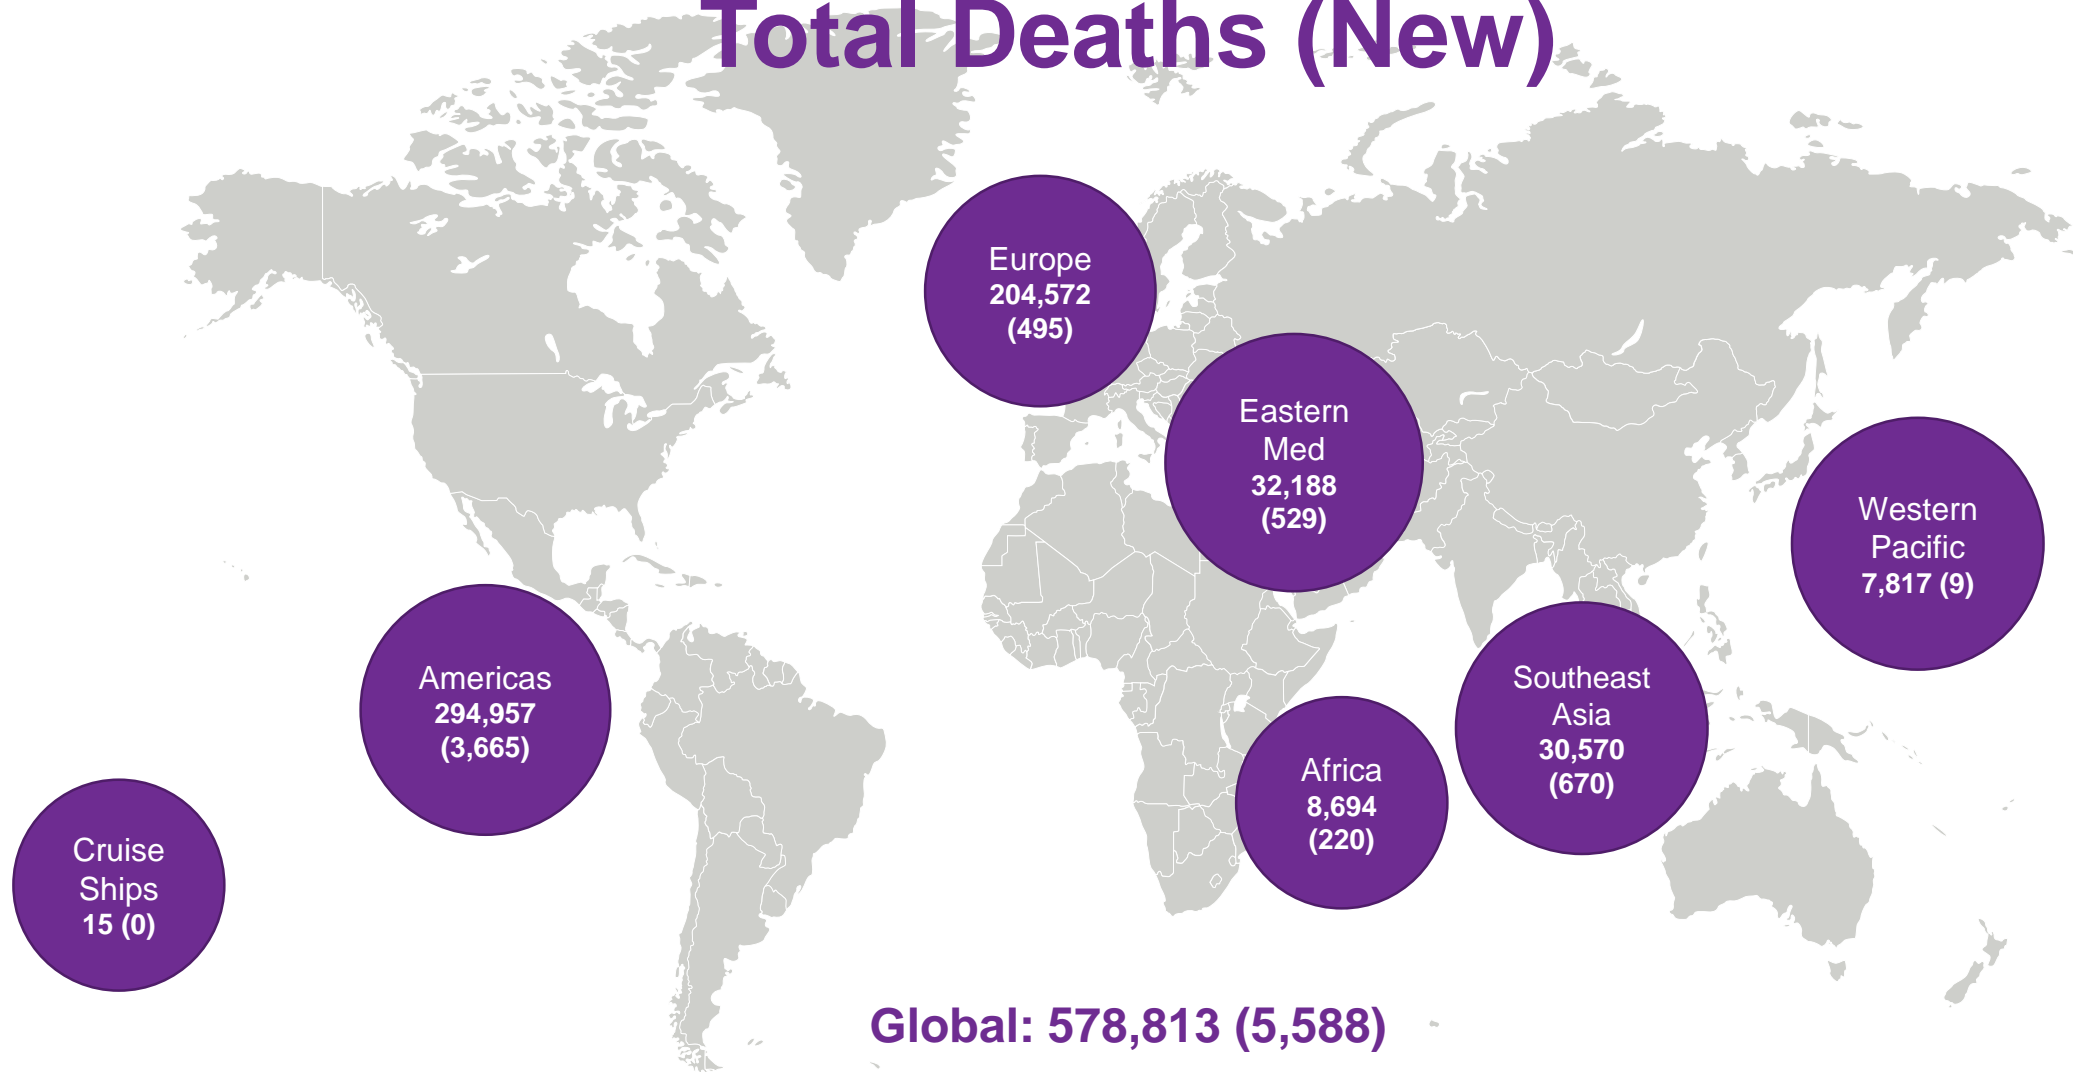 Total Deaths (New)
Europe
204,572
(495)
Eastern
Med
32,188
(529)
Western
Pacific
7,817 (9)
Americas
294,957
(3,665)
Southeast
Asia
30,570
(670)
Africa
8,694
(220)
Cruise
Ships
15 (0)
Global: 578,813 (5,588)